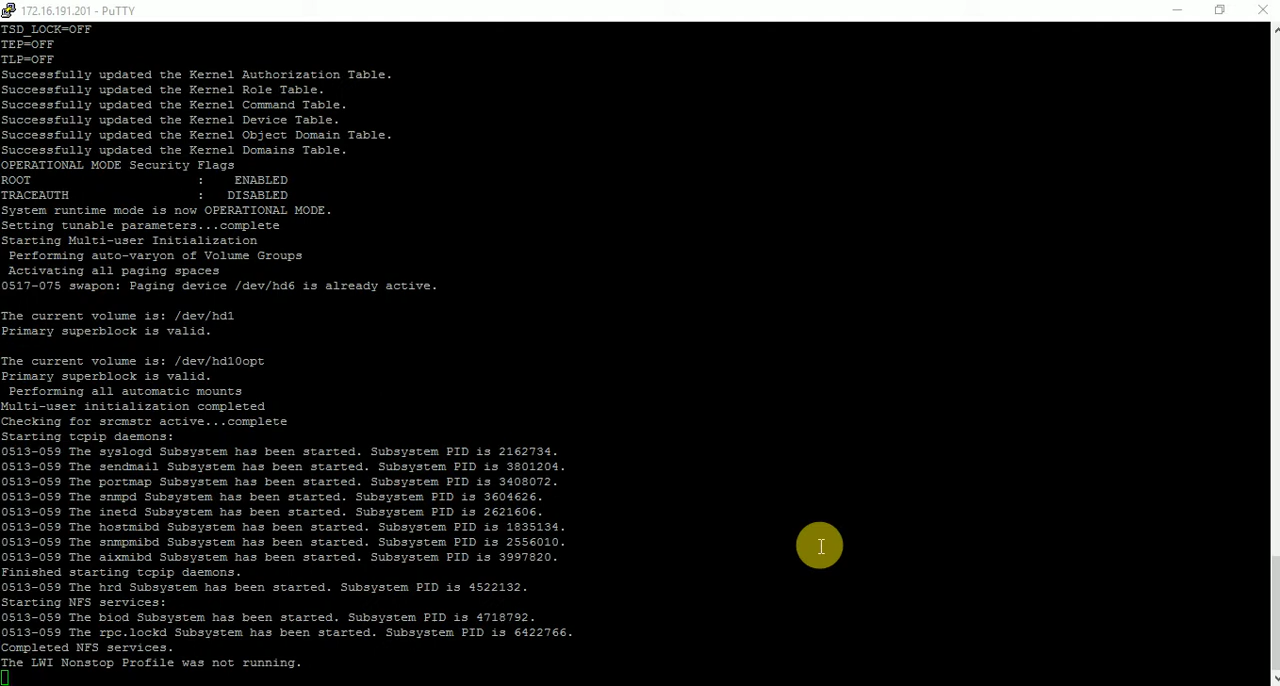 172.16.191.201 - PuTTY
TSD_LOCK=OFF
TEP=OFF
TLP=OFF
Successfully updated the Kernel Authorization Table.
Successfully updated the Kernel Role Table.
Successfully updated the Kernel Command Table.
Successfully updated the Kernel Device Table.
Successfully updated the Kernel Object Domain Table.
Successfully updated the Kernel Domains Table.
OPERATIONAL MODE Security Flags
ROOT : ENABLED
TRACEAUTH : DISABLED
System runtime mode is now OPERATIONAL MODE.
Setting tunable parameters...complete
Starting Multi-user Initialization
Performing auto-varyon of Volume Groups
Activating all paging spaces
0517-075 swapon: Paging device /dev/hd6 is already active.
The current volume is: /dev/hd1
Primary superblock is valid.
The current volume is: /dev/hd10opt
Primary superblock is valid.
Performing all automatic mounts
Multi-user initialization completed
Checking for srcmstr active...complete
Starting tcpip daemons:
0513-059 The syslogd Subsystem has been started. Subsystem PID is 2162734.
0513-059 The sendmail Subsystem has been started. Subsystem PID is 3801204.
0513-059 The portmap Subsystem has been started. Subsystem PID is 3408072.
0513-059 The snmpd Subsystem has been started. Subsystem PID is 3604626.
0513-059 The inetd Subsystem has been started. Subsystem PID is 2621606.
0513-059 The hostmibd Subsystem has been started. Subsystem PID is 1835134.
0513-059 The snmpmibd Subsystem has been started. Subsystem PID is 2556010.
0513-059 The aixmibd Subsystem has been started. Subsystem PID is 3997820.
Finished starting tcpip daemons.
0513-059 The hrd Subsystem has been started. Subsystem PID is 4522132.
Starting NFS services:
0513-059 The biod Subsystem has been started. Subsystem PID is 4718792.
0513-059 The rpc.lockd Subsystem has been started. Subsystem PID is 6422766.
Completed NFS services.
The LWI Nonstop Profile was not running.